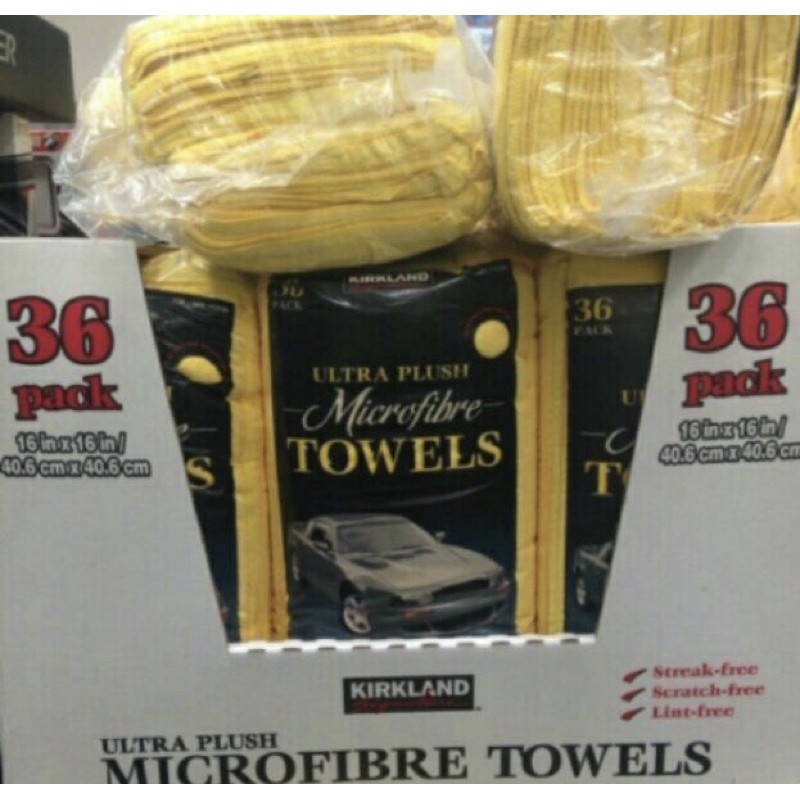 ER
36
pack
16 in x 16 in /
40.6 cm x 40.6 cm
36
PACK
KIRKLAND
ULTRA PLUSH
Microfibre
TOWELS
S
36
PACK
T
36
pack
16 in x 16 in /
40.6 cm x 40.6 cm
KIRKLAND
Signature
Streak-free
Scratch-free
Lint-free
ULTRA PLUSH
MICROFIBRE TOWELS